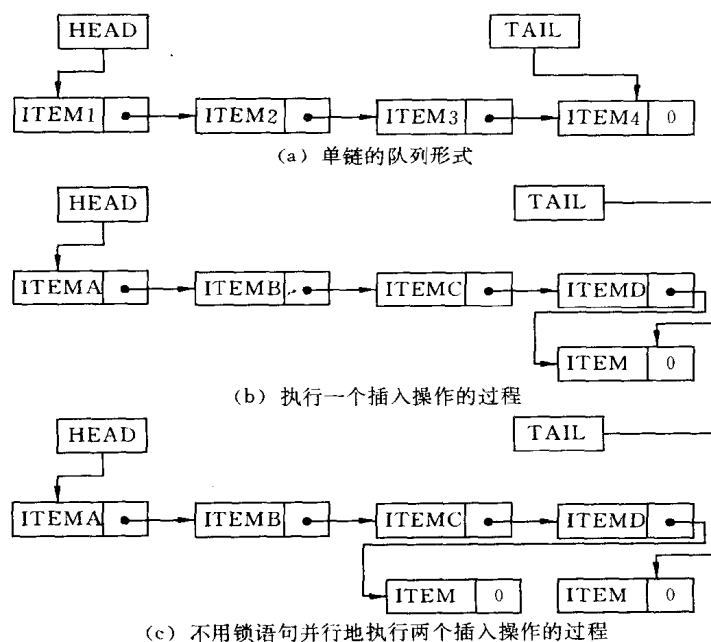 HEAD TAIL
ITEM1 ITEM2 ITEM3 ITEM4 0
(a) 单链的队列形式
HEAD TAIL
ITEMA ITEMB ITEMC ITEMD
ITEM 0
(b) 执行一个插入操作的过程
HEAD TAIL
ITEMA ITEMB ITEMC ITEMD
ITEM 0 ITEM 0
(c) 不用锁语句并行地执行两个插入操作的过程